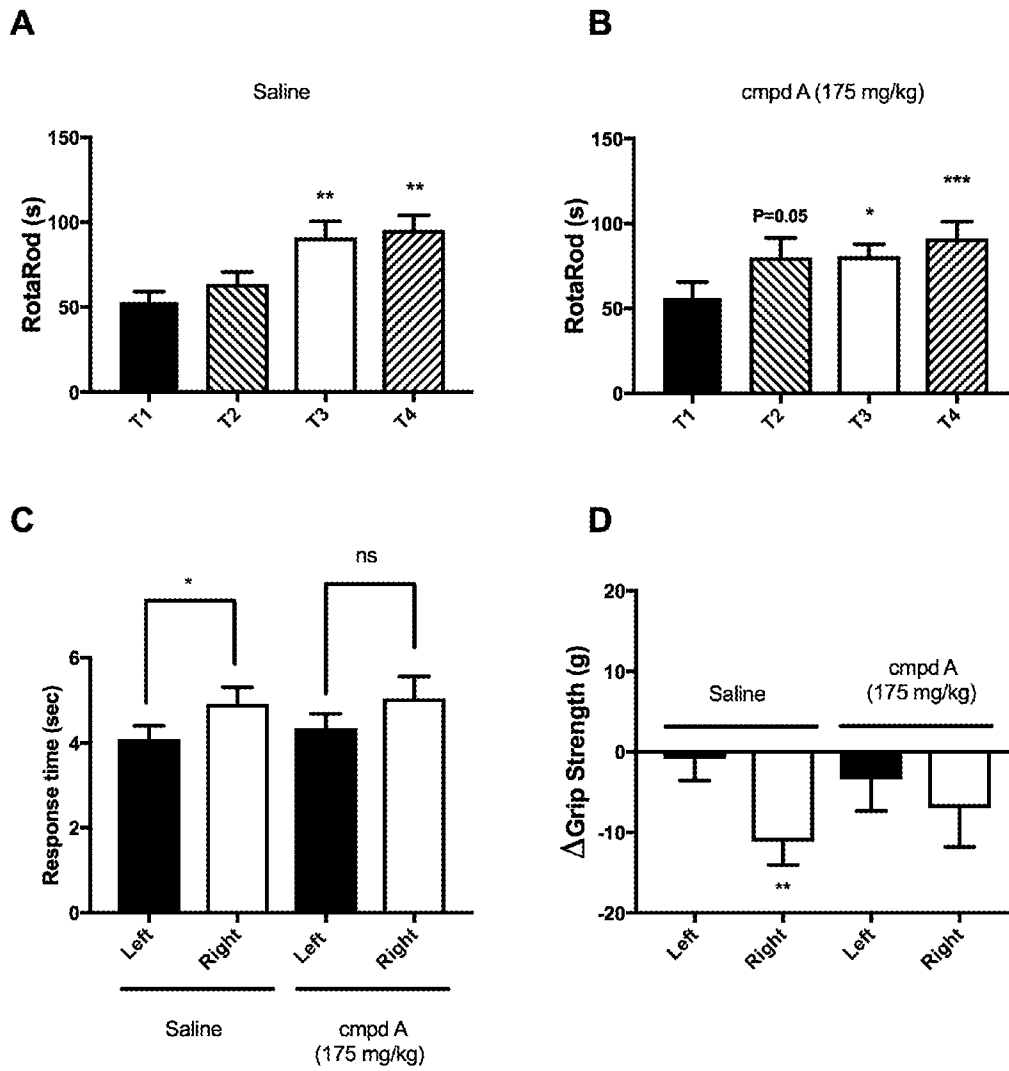 A
Saline
RotaRod (s)
150
100
50
0
**
**
T1
T2
T3
T4
B
cmpd A (175 mg/kg)
RotaRod (s)
150
100
50
0
P=0.05
*
***
T1
T2
T3
T4
C
*
ns
Response time (sec)
6
4
2
0
Left
Right
Left
Right
Saline
cmpd A
(175 mg/kg)
D
ΔGrip Strength (g)
20
10
0
-10
-20
Saline
cmpd A
(175 mg/kg)
**
Left
Right
Left
Right